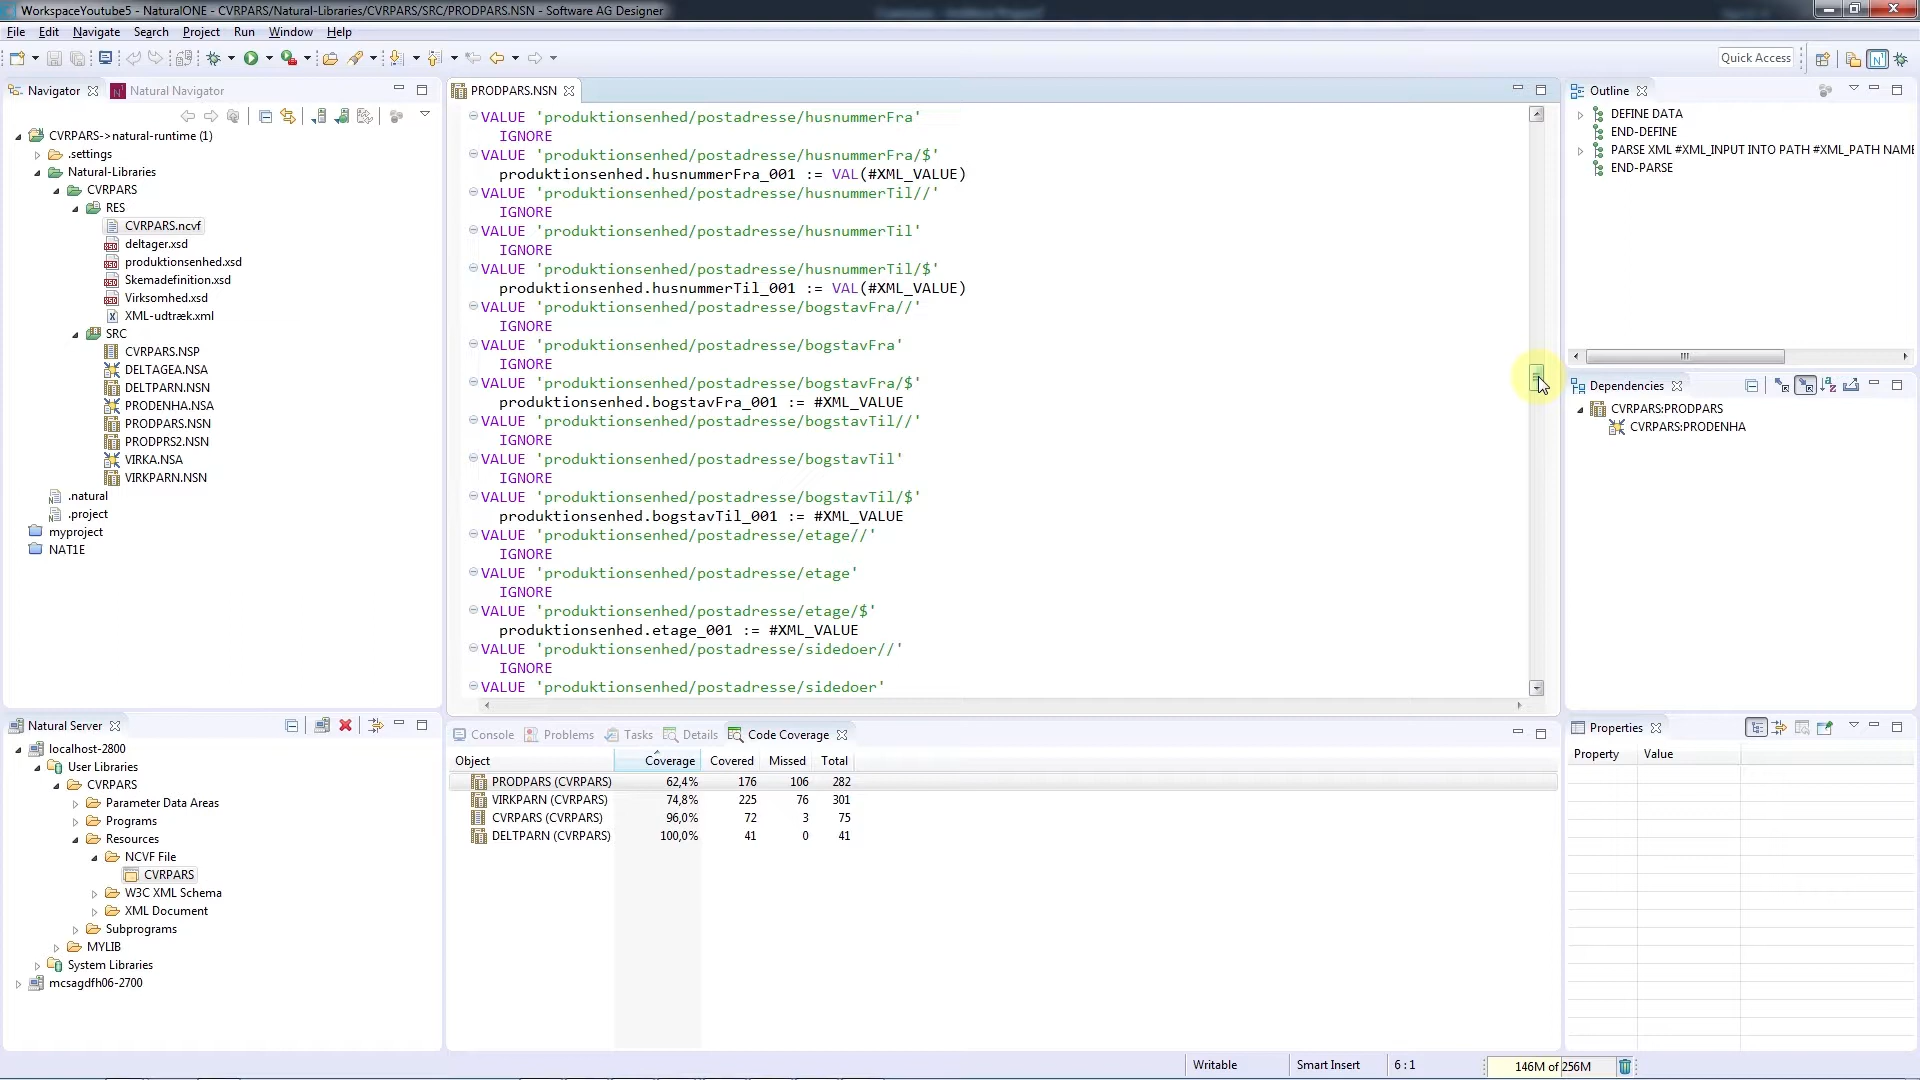 WorkspaceYoutube5 - NaturalONE - CVRPARS/Natural-Libraries/CVRPARS/SRC/PRODPARS.NSN - Software AG Designer
File Edit Navigate Search Project Run Window Help
Quick Access
Navigator
Natural Navigator
CVRPARS->natural-runtime (1)
.settings
Natural-Libraries
CVRPARS
RES
CVRPARS.ncvf
deltager.xsd
produktionsenhed.xsd
Skemadefinition.xsd
Virksomhed.xsd
XML-udtræk.xml
SRC
CVRPARS.NSP
DELTAGEA.NSA
DELTPARN.NSN
PRODENHA.NSA
PRODPARS.NSN
PRODPRS2.NSN
VIRKA.NSA
VIRKPARN.NSN
.natural
.project
myproject
NAT1E
PRODPARS.NSN
VALUE 'produktionsenhed/postadresse/husnummerFra'
IGNORE
VALUE 'produktionsenhed/postadresse/husnummerFra/$'
produktionsenhed.husnummerFra_001 := VAL(#XML_VALUE)
VALUE 'produktionsenhed/postadresse/husnummerTil//'
IGNORE
VALUE 'produktionsenhed/postadresse/husnummerTil'
IGNORE
VALUE 'produktionsenhed/postadresse/husnummerTil/$'
produktionsenhed.husnummerTil_001 := VAL(#XML_VALUE)
VALUE 'produktionsenhed/postadresse/bogstavFra//'
IGNORE
VALUE 'produktionsenhed/postadresse/bogstavFra'
IGNORE
VALUE 'produktionsenhed/postadresse/bogstavFra/$'
produktionsenhed.bogstavFra_001 := #XML_VALUE
VALUE 'produktionsenhed/postadresse/bogstavTil//'
IGNORE
VALUE 'produktionsenhed/postadresse/bogstavTil'
IGNORE
VALUE 'produktionsenhed/postadresse/bogstavTil/$'
produktionsenhed.bogstavTil_001 := #XML_VALUE
VALUE 'produktionsenhed/postadresse/etage//'
IGNORE
VALUE 'produktionsenhed/postadresse/etage'
IGNORE
VALUE 'produktionsenhed/postadresse/etage/$'
produktionsenhed.etage_001 := #XML_VALUE
VALUE 'produktionsenhed/postadresse/sidedoer//'
IGNORE
VALUE 'produktionsenhed/postadresse/sidedoer'
Outline
DEFINE DATA
END-DEFINE
PARSE XML #XML_INPUT INTO PATH #XML_PATH NAME
END-PARSE
Dependencies
CVRPARS:PRODPARS
CVRPARS:PRODENHA
Natural Server
localhost-2800
User Libraries
CVRPARS
Parameter Data Areas
Programs
Resources
NCVF File
CVRPARS
W3C XML Schema
XML Document
Subprograms
MYLIB
System Libraries
mcsagdfh06-2700
Console Problems Tasks Details Code Coverage
Object Coverage Covered Missed Total
PRODPARS (CVRPARS) 62,4% 176 106 282
VIRKPARN (CVRPARS) 74,8% 225 76 301
CVRPARS (CVRPARS) 96,0% 72 3 75
DELTPARN (CVRPARS) 100,0% 41 0 41
Properties
Property Value
Writable Smart Insert 6 : 1 146M of 256M